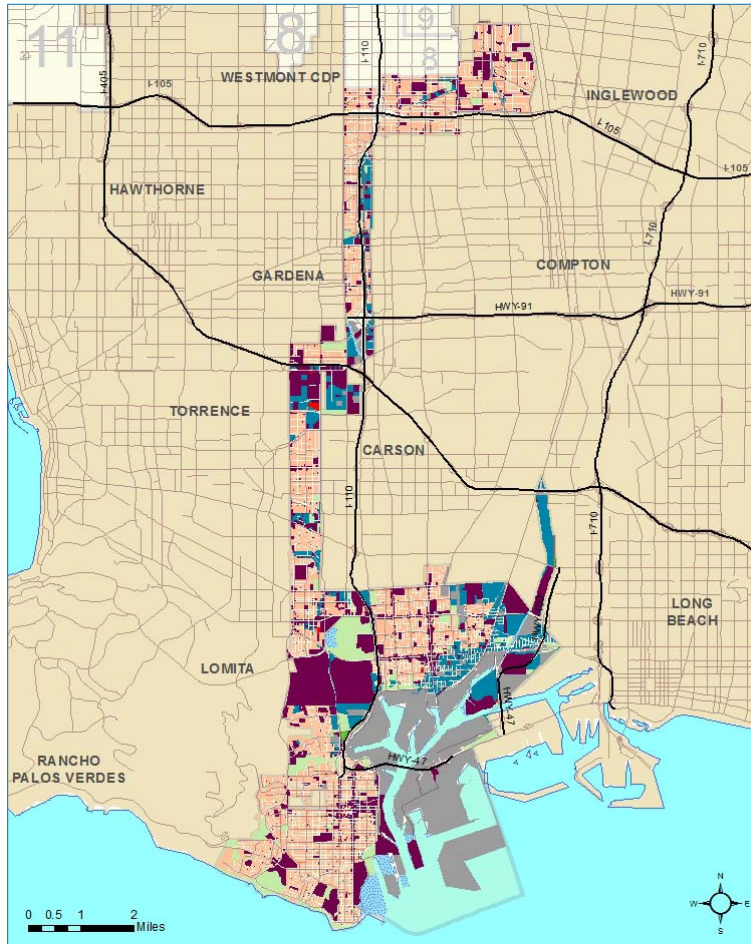 11
8
9
8
I-405
I-110
I-710
WESTMONT CDP
I-105
INGLEWOOD
I-105
I-105
HAWTHORNE
I-710
GARDENA
COMPTON
HWY-91
HWY-91
TORRENCE
CARSON
I-110
I-710
LONG
BEACH
HWY
LOMITA
HWY-47
HWY-47
RANCHO
PALOS VERDES
N
W
E
S
0 0.5 1 2
Miles